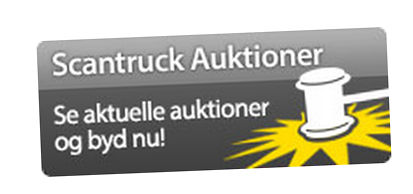 Scantruck Auktioner
Se aktuelle auktioner
og byd nu!